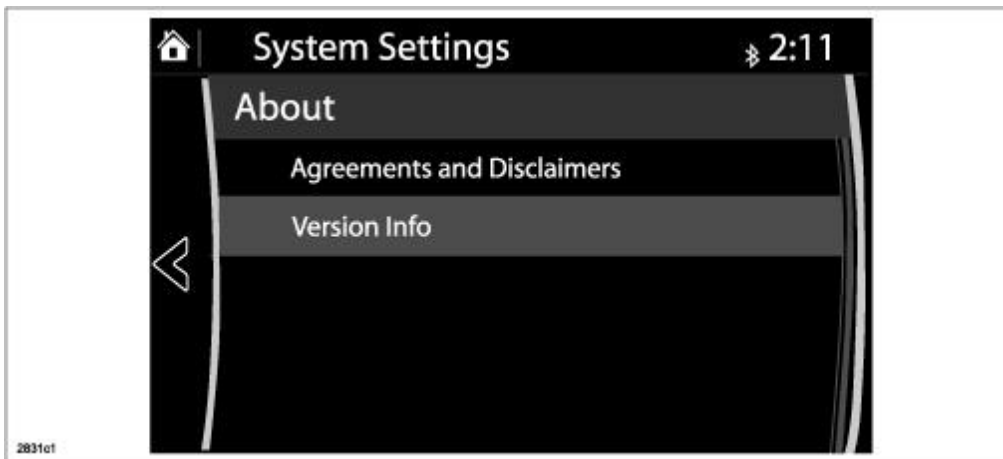 System Settings
2:11
About
Agreements and Disclaimers
Version Info
2831c1